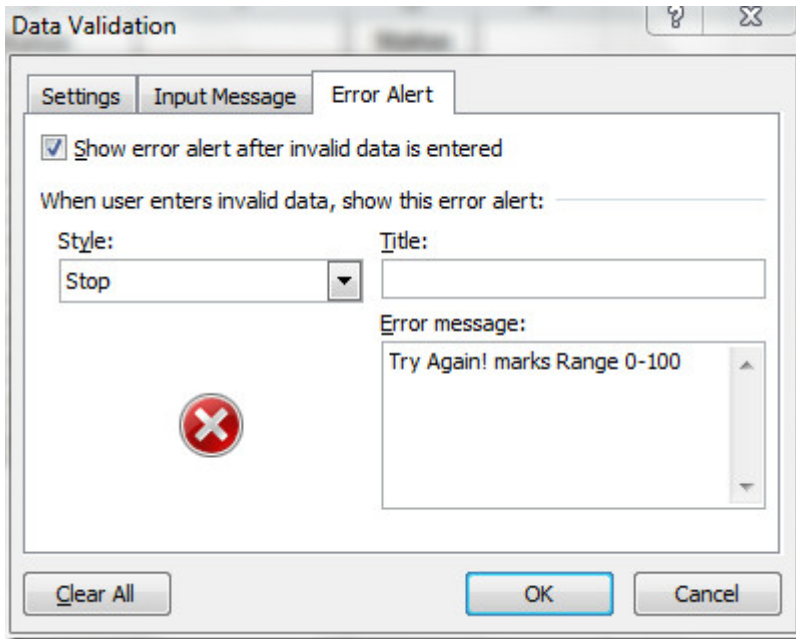 Data Validation
Settings
Input Message
Error Alert
Show error alert after invalid data is entered
When user enters invalid data, show this error alert:
Style:
Title:
Stop
Error message:
Try Again! marks Range 0-100
Clear All
OK
Cancel